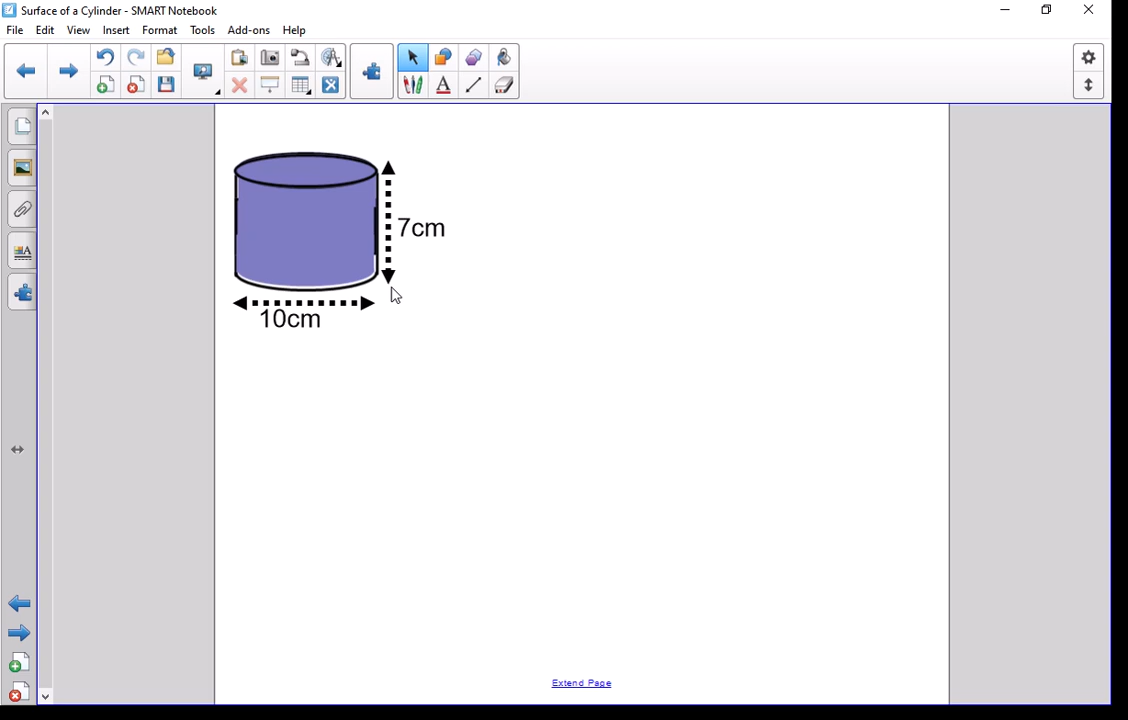 Surface of a Cylinder - SMART Notebook
File Edit View Insert Format Tools Add-ons Help
7cm
10cm
Extend Page